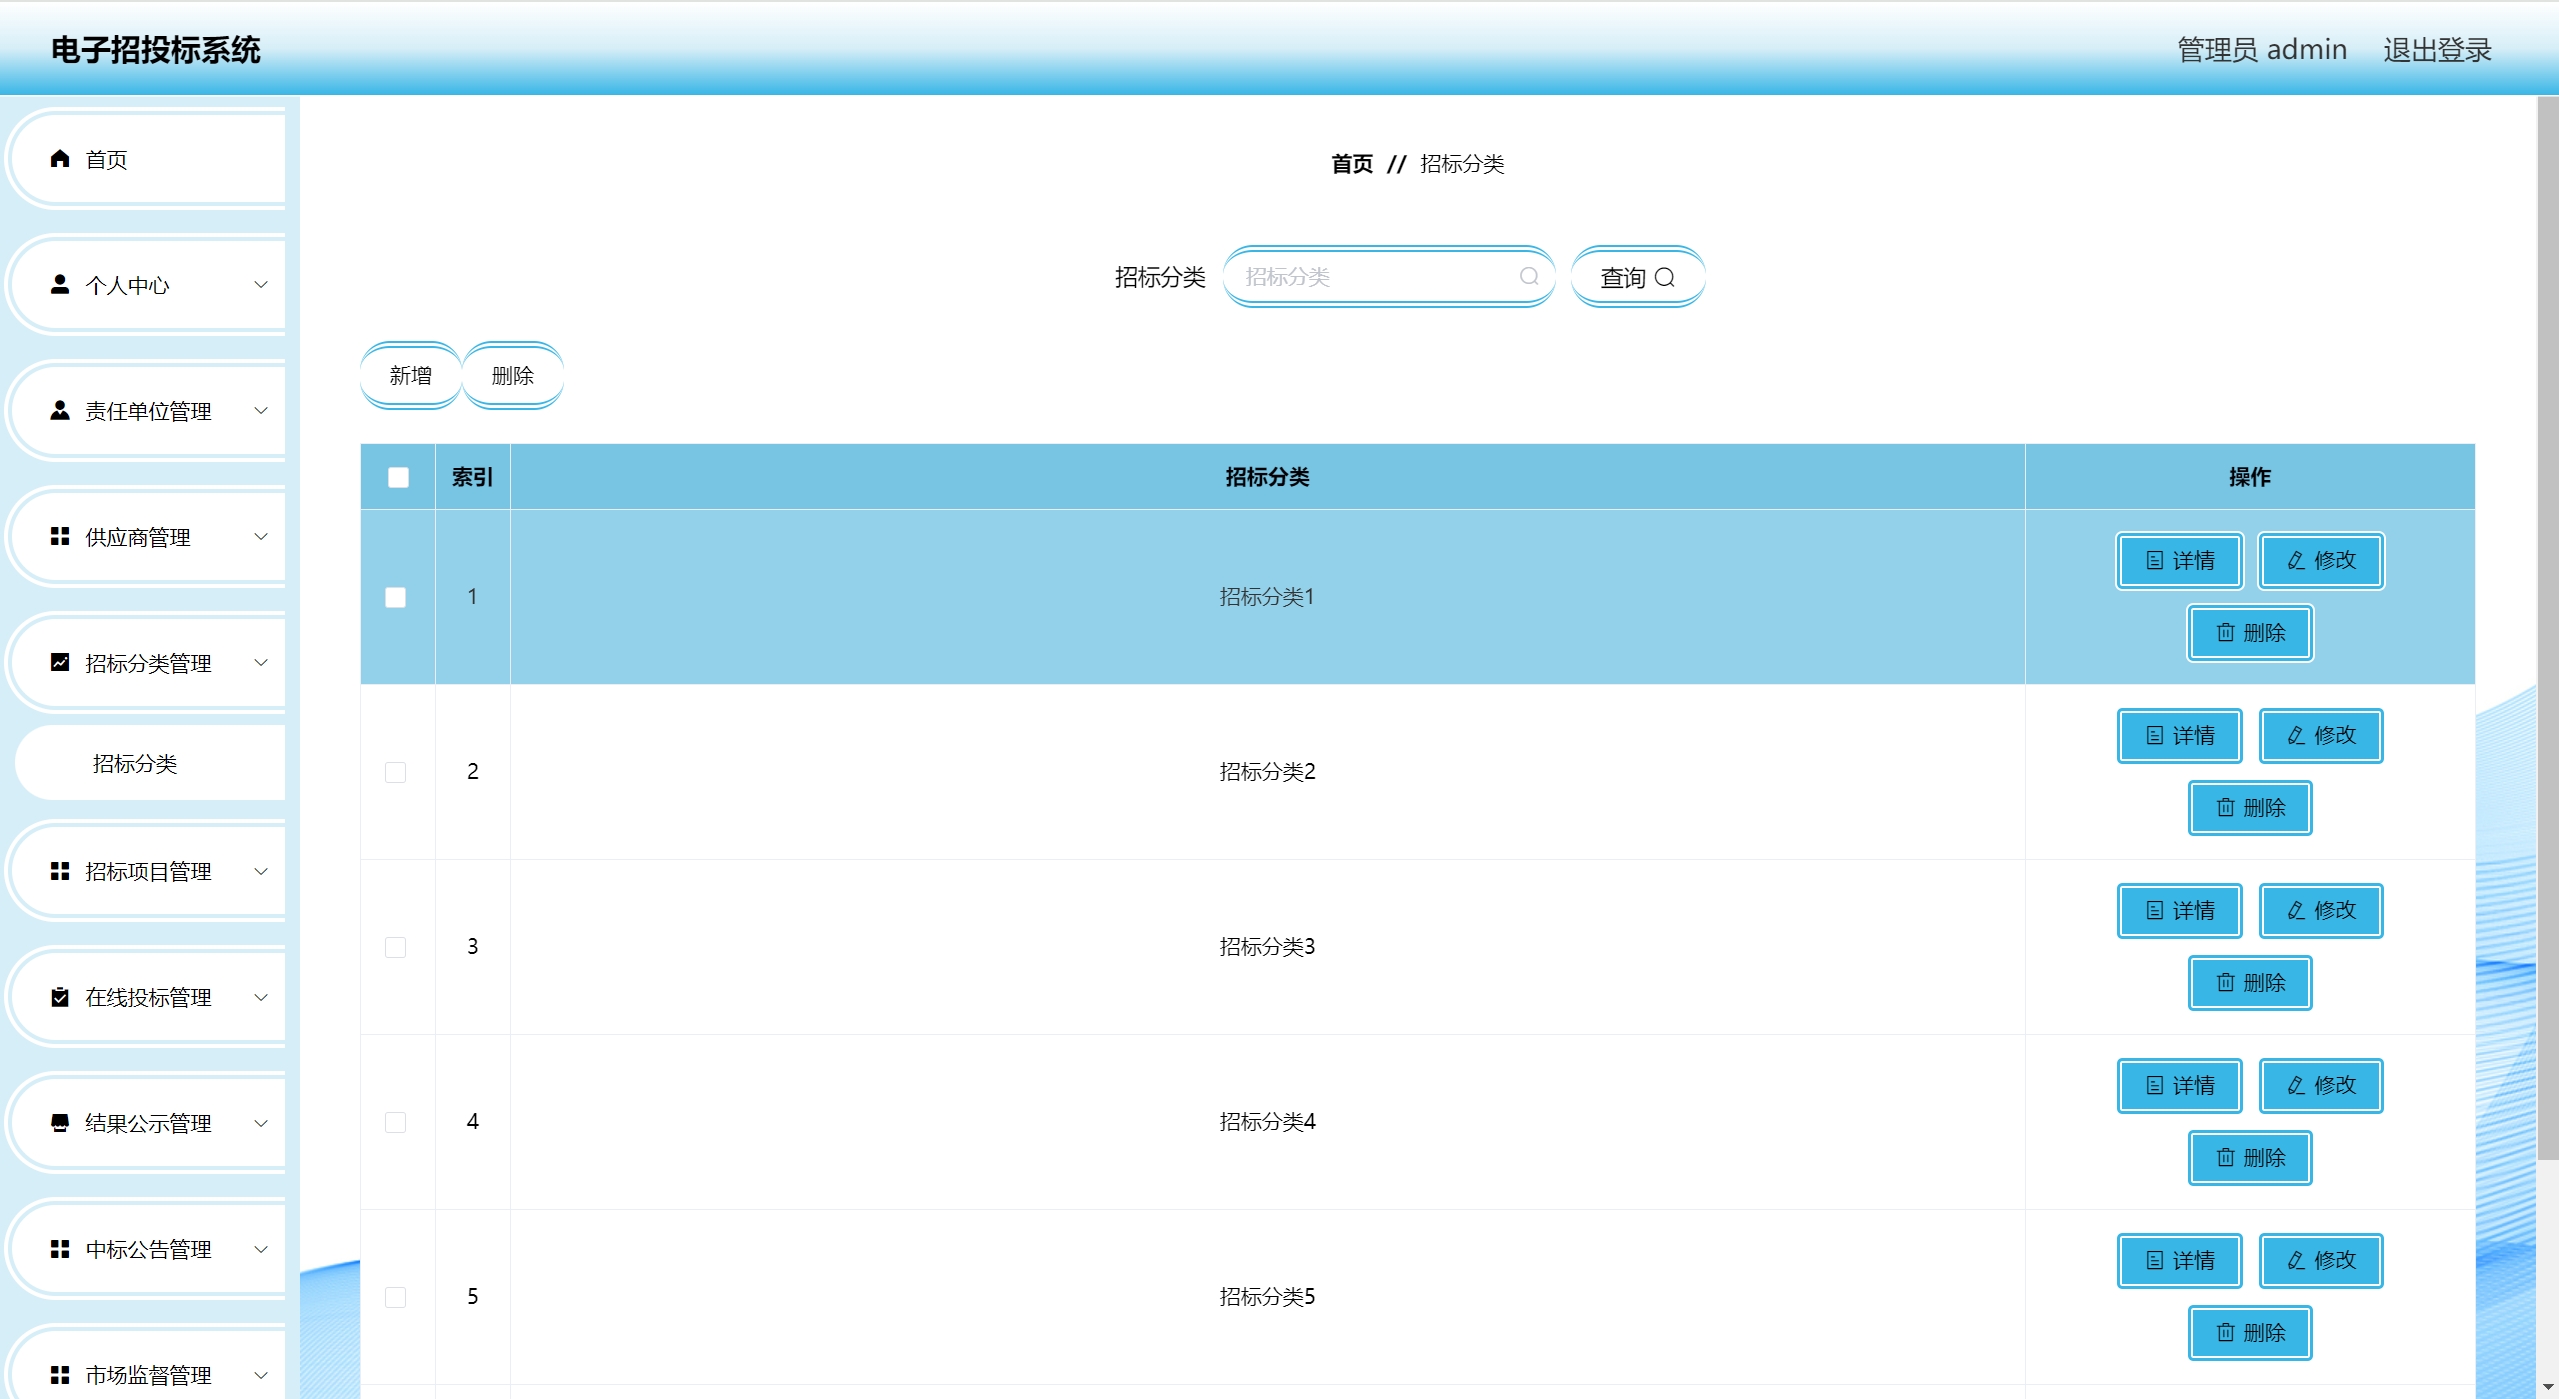 电子招投标系统
管理员 admin 退出登录
首页
个人中心
责任单位管理
供应商管理
招标分类管理
招标分类
招标项目管理
在线投标管理
结果公示管理
中标公告管理
市场监督管理
首页 // 招标分类
招标分类 招标分类 查询
新增 删除
索引 招标分类 操作
1 招标分类1 详情 修改
删除
2 招标分类2 详情 修改
删除
3 招标分类3 详情 修改
删除
4 招标分类4 详情 修改
删除
5 招标分类5 详情 修改
删除